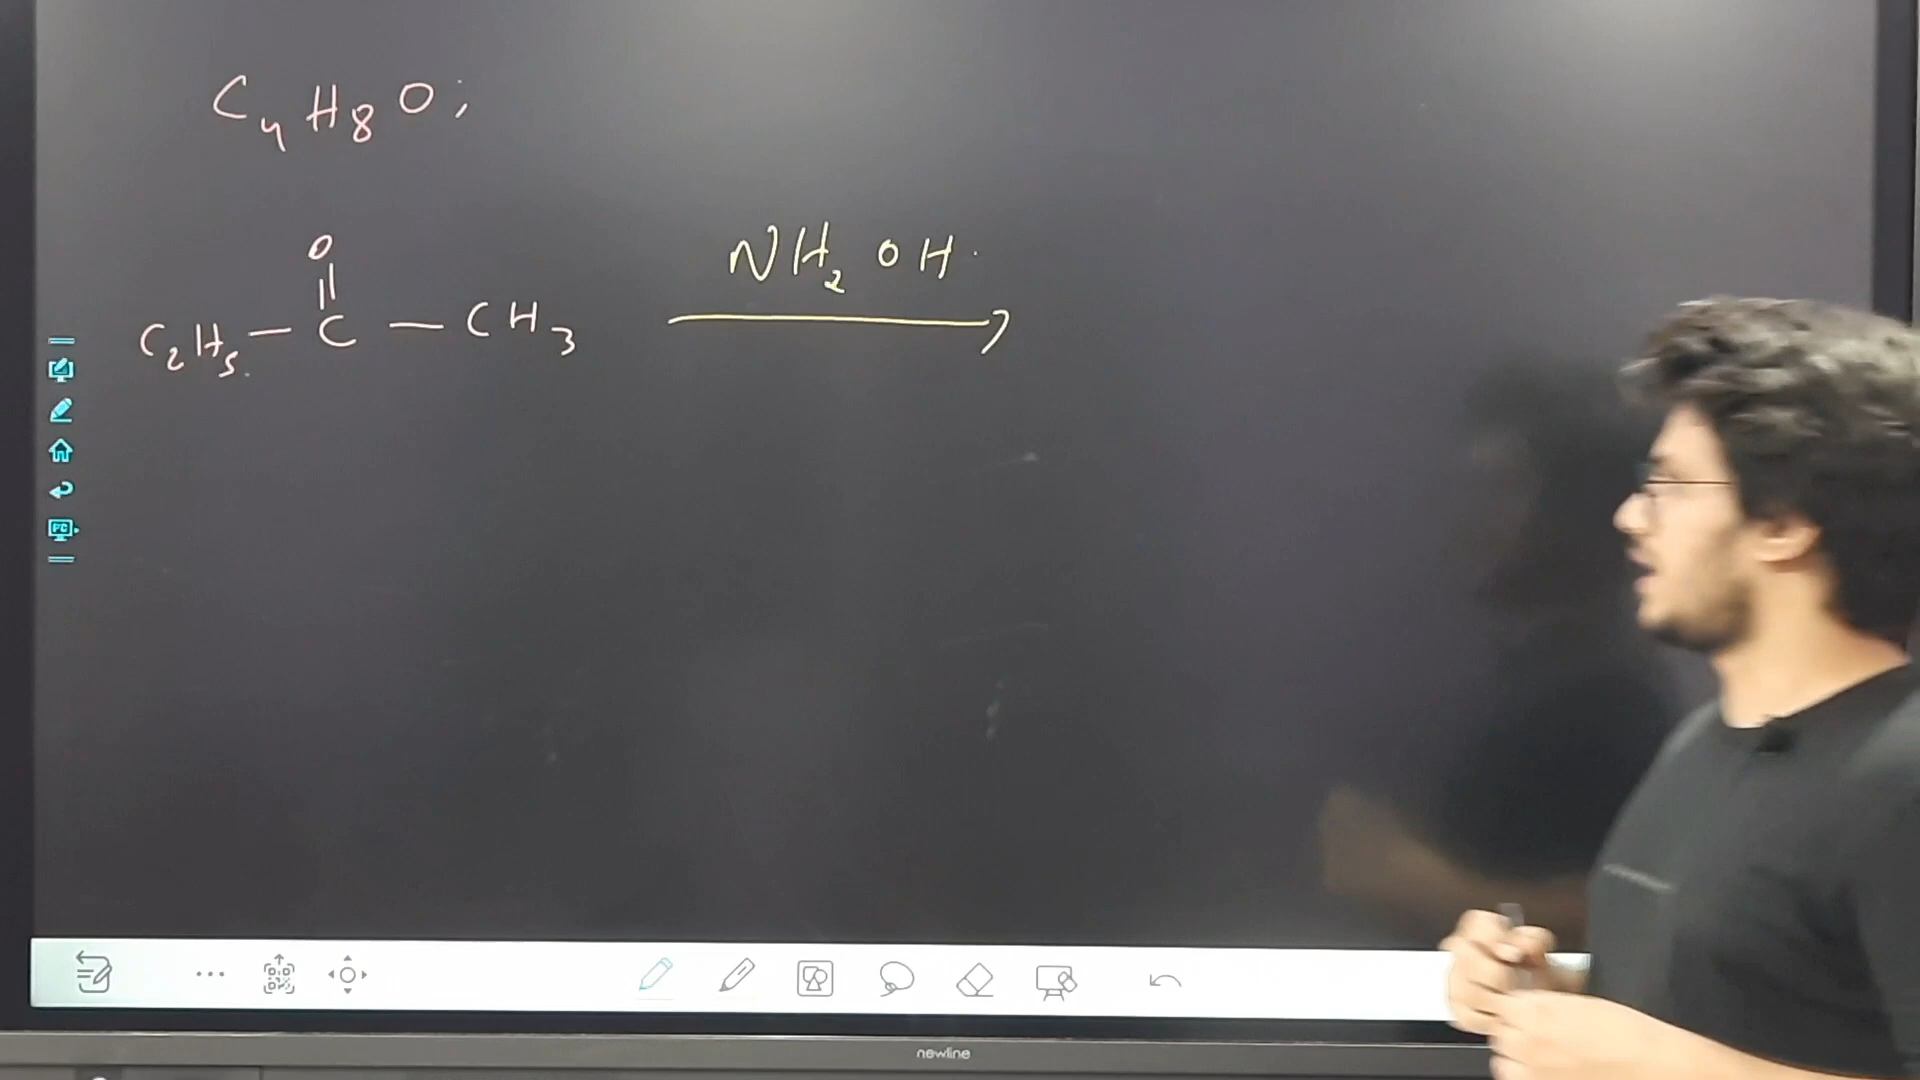 C₄H₈O;
O
||
C₂H₅ — C — CH₃
NH₂OH
newline